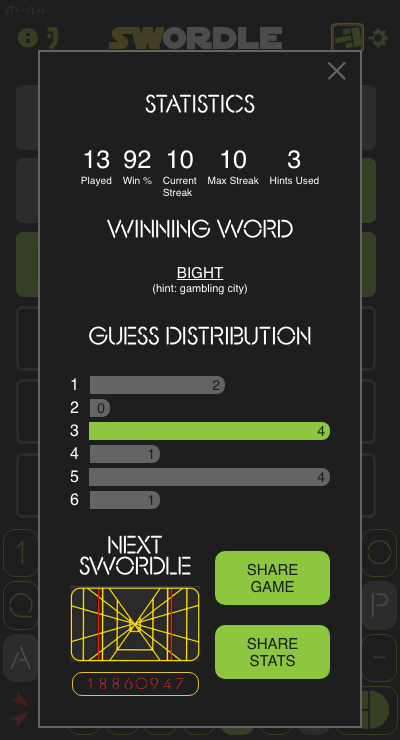 SWORDLE
STATISTICS
13 92 10 10 3
Played Win % Current Streak Max Streak Hints Used
WINNING WORD
BIGHT
(hint: gambling city)
GUESS DISTRIBUTION
1 2
2 0
3 4
4 1
5 4
6 1
NEXT
SWORDLE
18860947
SHARE
GAME
SHARE
STATS
1
O
Q
P
A
-